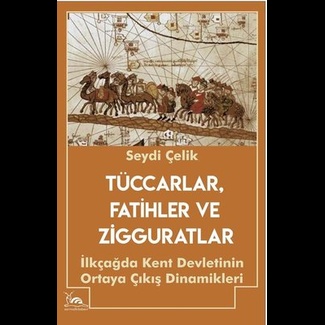 Seydi Çelik
TÜCCARLAR,
FATİHLER VE
ZİGGURATLAR
İlkçağda Kent Devletinin
Ortaya Çıkış Dinamikleri